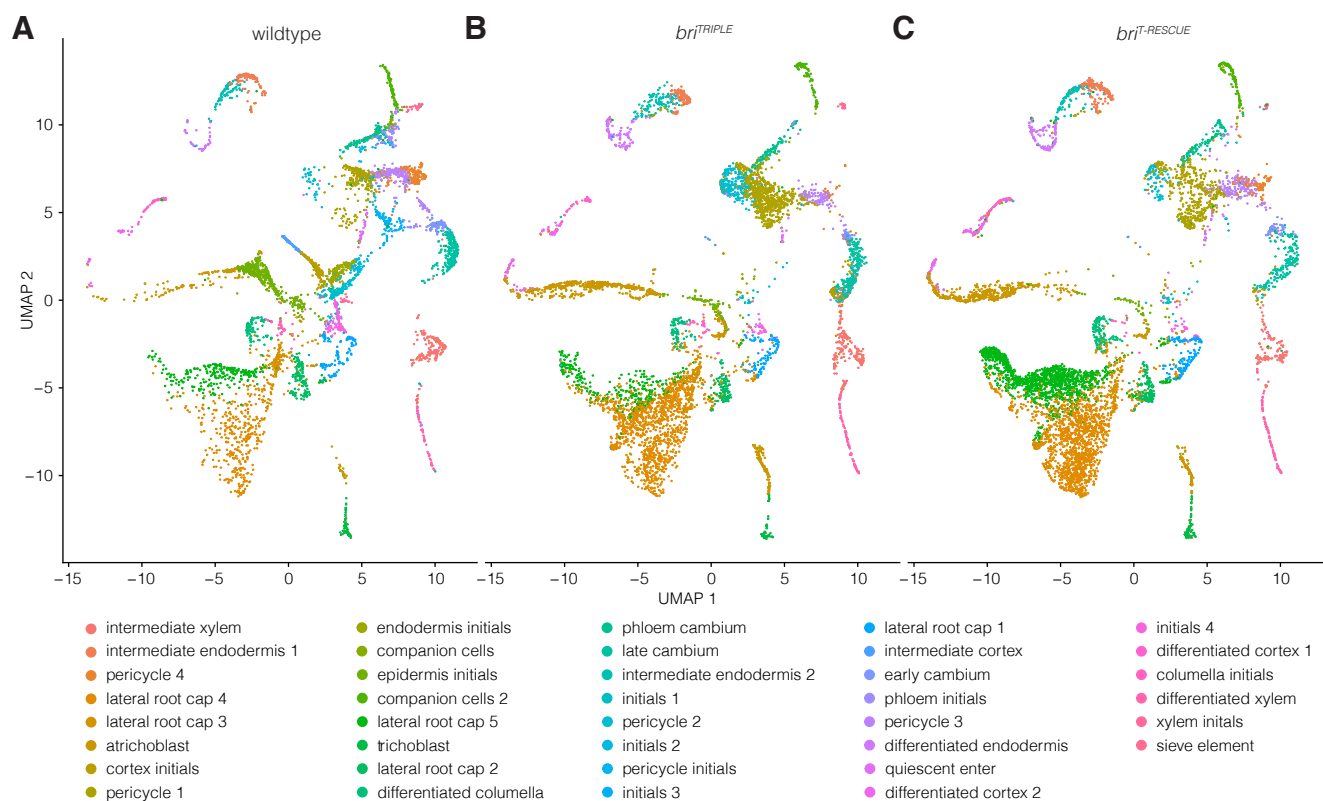 A wildtype B bri^TRIPLE C bri^T-RESCUE
10
5
0
−5
−10
UMAP 2
−15 −10 −5 0 5 10 −15 −10 −5 0 5 10 −15 −10 −5 0 5 10
UMAP 1
intermediate xylem
intermediate endermis 1
pericycle 4
lateral root cap 4
lateral root cap 3
atrichoblast
cortex initials
pericycle 1
endodermis initials
companion cells
epidermis initials
companion cells 2
lateral root cap 5
trichoblast
lateral root cap 2
differentiated columella
phloem cambium
late cambium
intermediate endodermis 2
initials 1
pericycle 2
initials 2
pericycle initials
initials 3
lateral root cap 1
intermediate cortex
early cambium
phloem initials
pericycle 3
differentiated endodermis
quiescent enter
differentiated cortex 2
initials 4
differentiated cortex 1
columella initials
differentiated xylem
xylem initals
sieve element